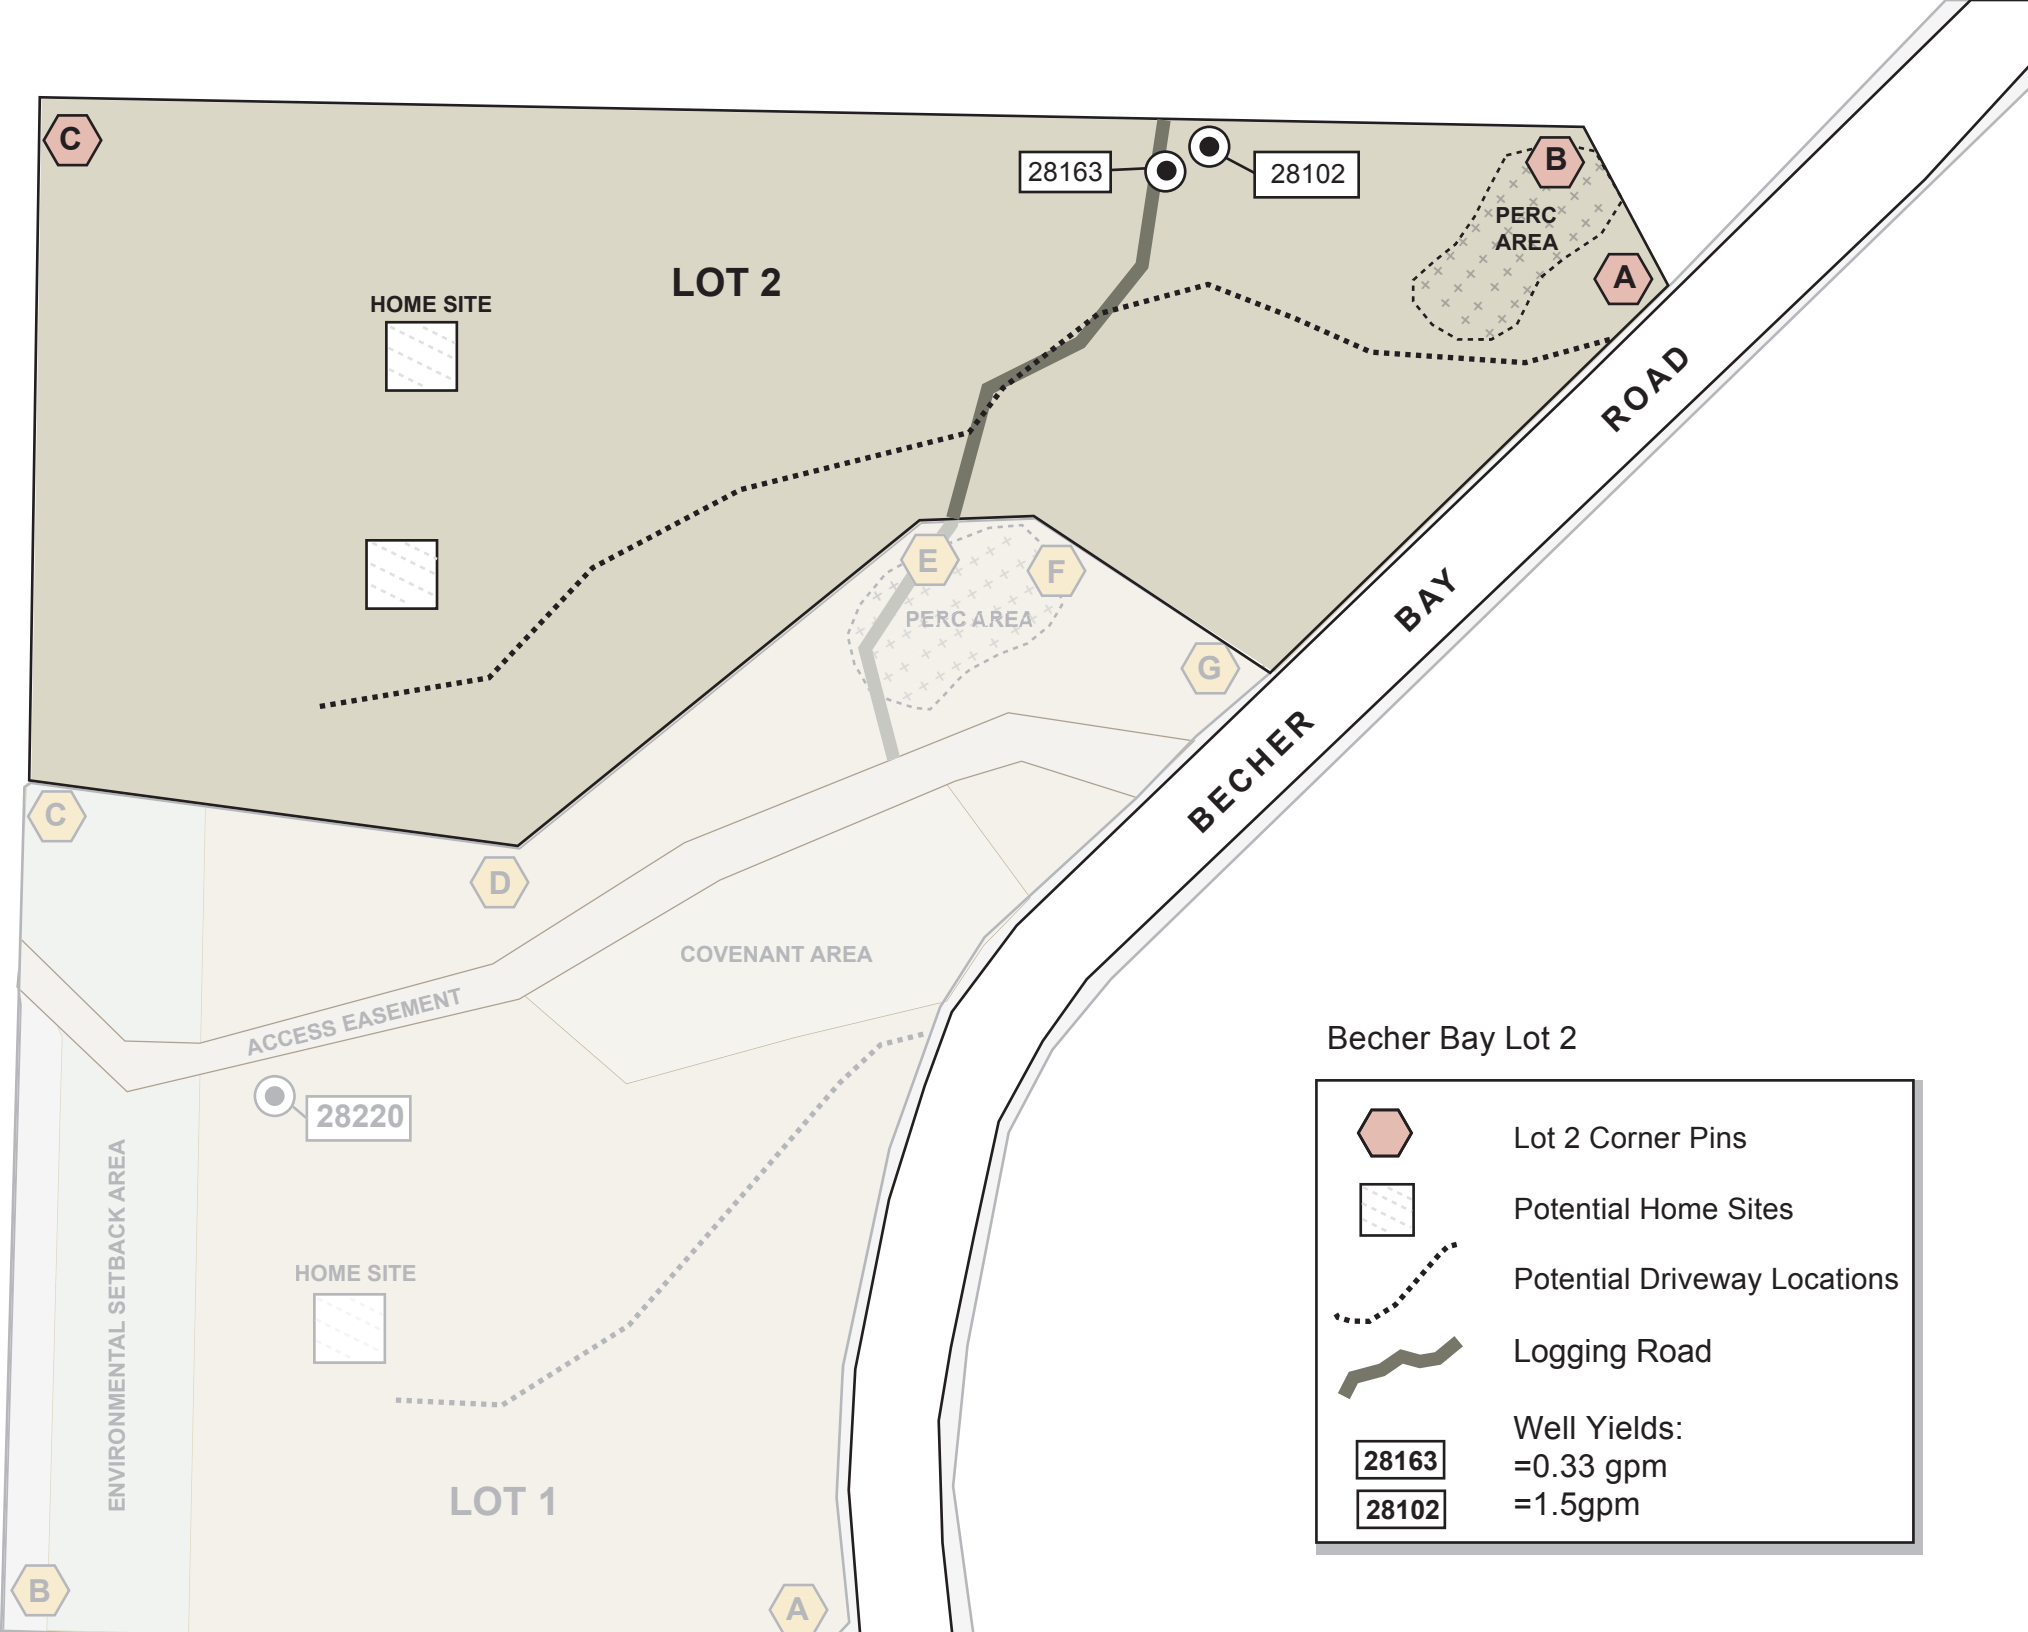 C
28163
28102
B
PERC
AREA
A
LOT 2
HOME SITE
ROAD
BAY
BECHER
E
F
PERC AREA
G
C
D
COVENANT AREA
ACCESS EASEMENT
28220
ENVIRONMENTAL SETBACK AREA
HOME SITE
LOT 1
B
A
Becher Bay Lot 2
Lot 2 Corner Pins
Potential Home Sites
Potential Driveway Locations
Logging Road
Well Yields:
28163 =0.33 gpm
28102 =1.5gpm